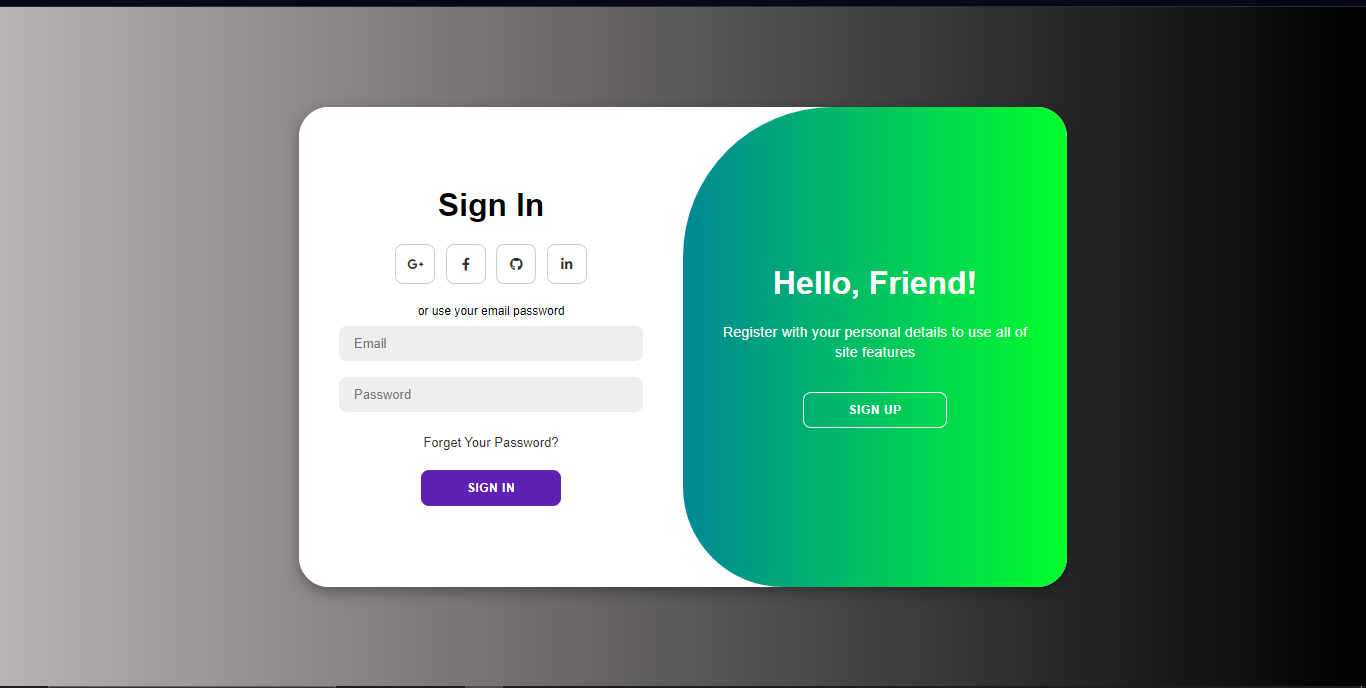 Sign In
G+ f in
or use your email password
Email
Password
Forget Your Password?
SIGN IN
Hello, Friend!
Register with your personal details to use all of
site features
SIGN UP